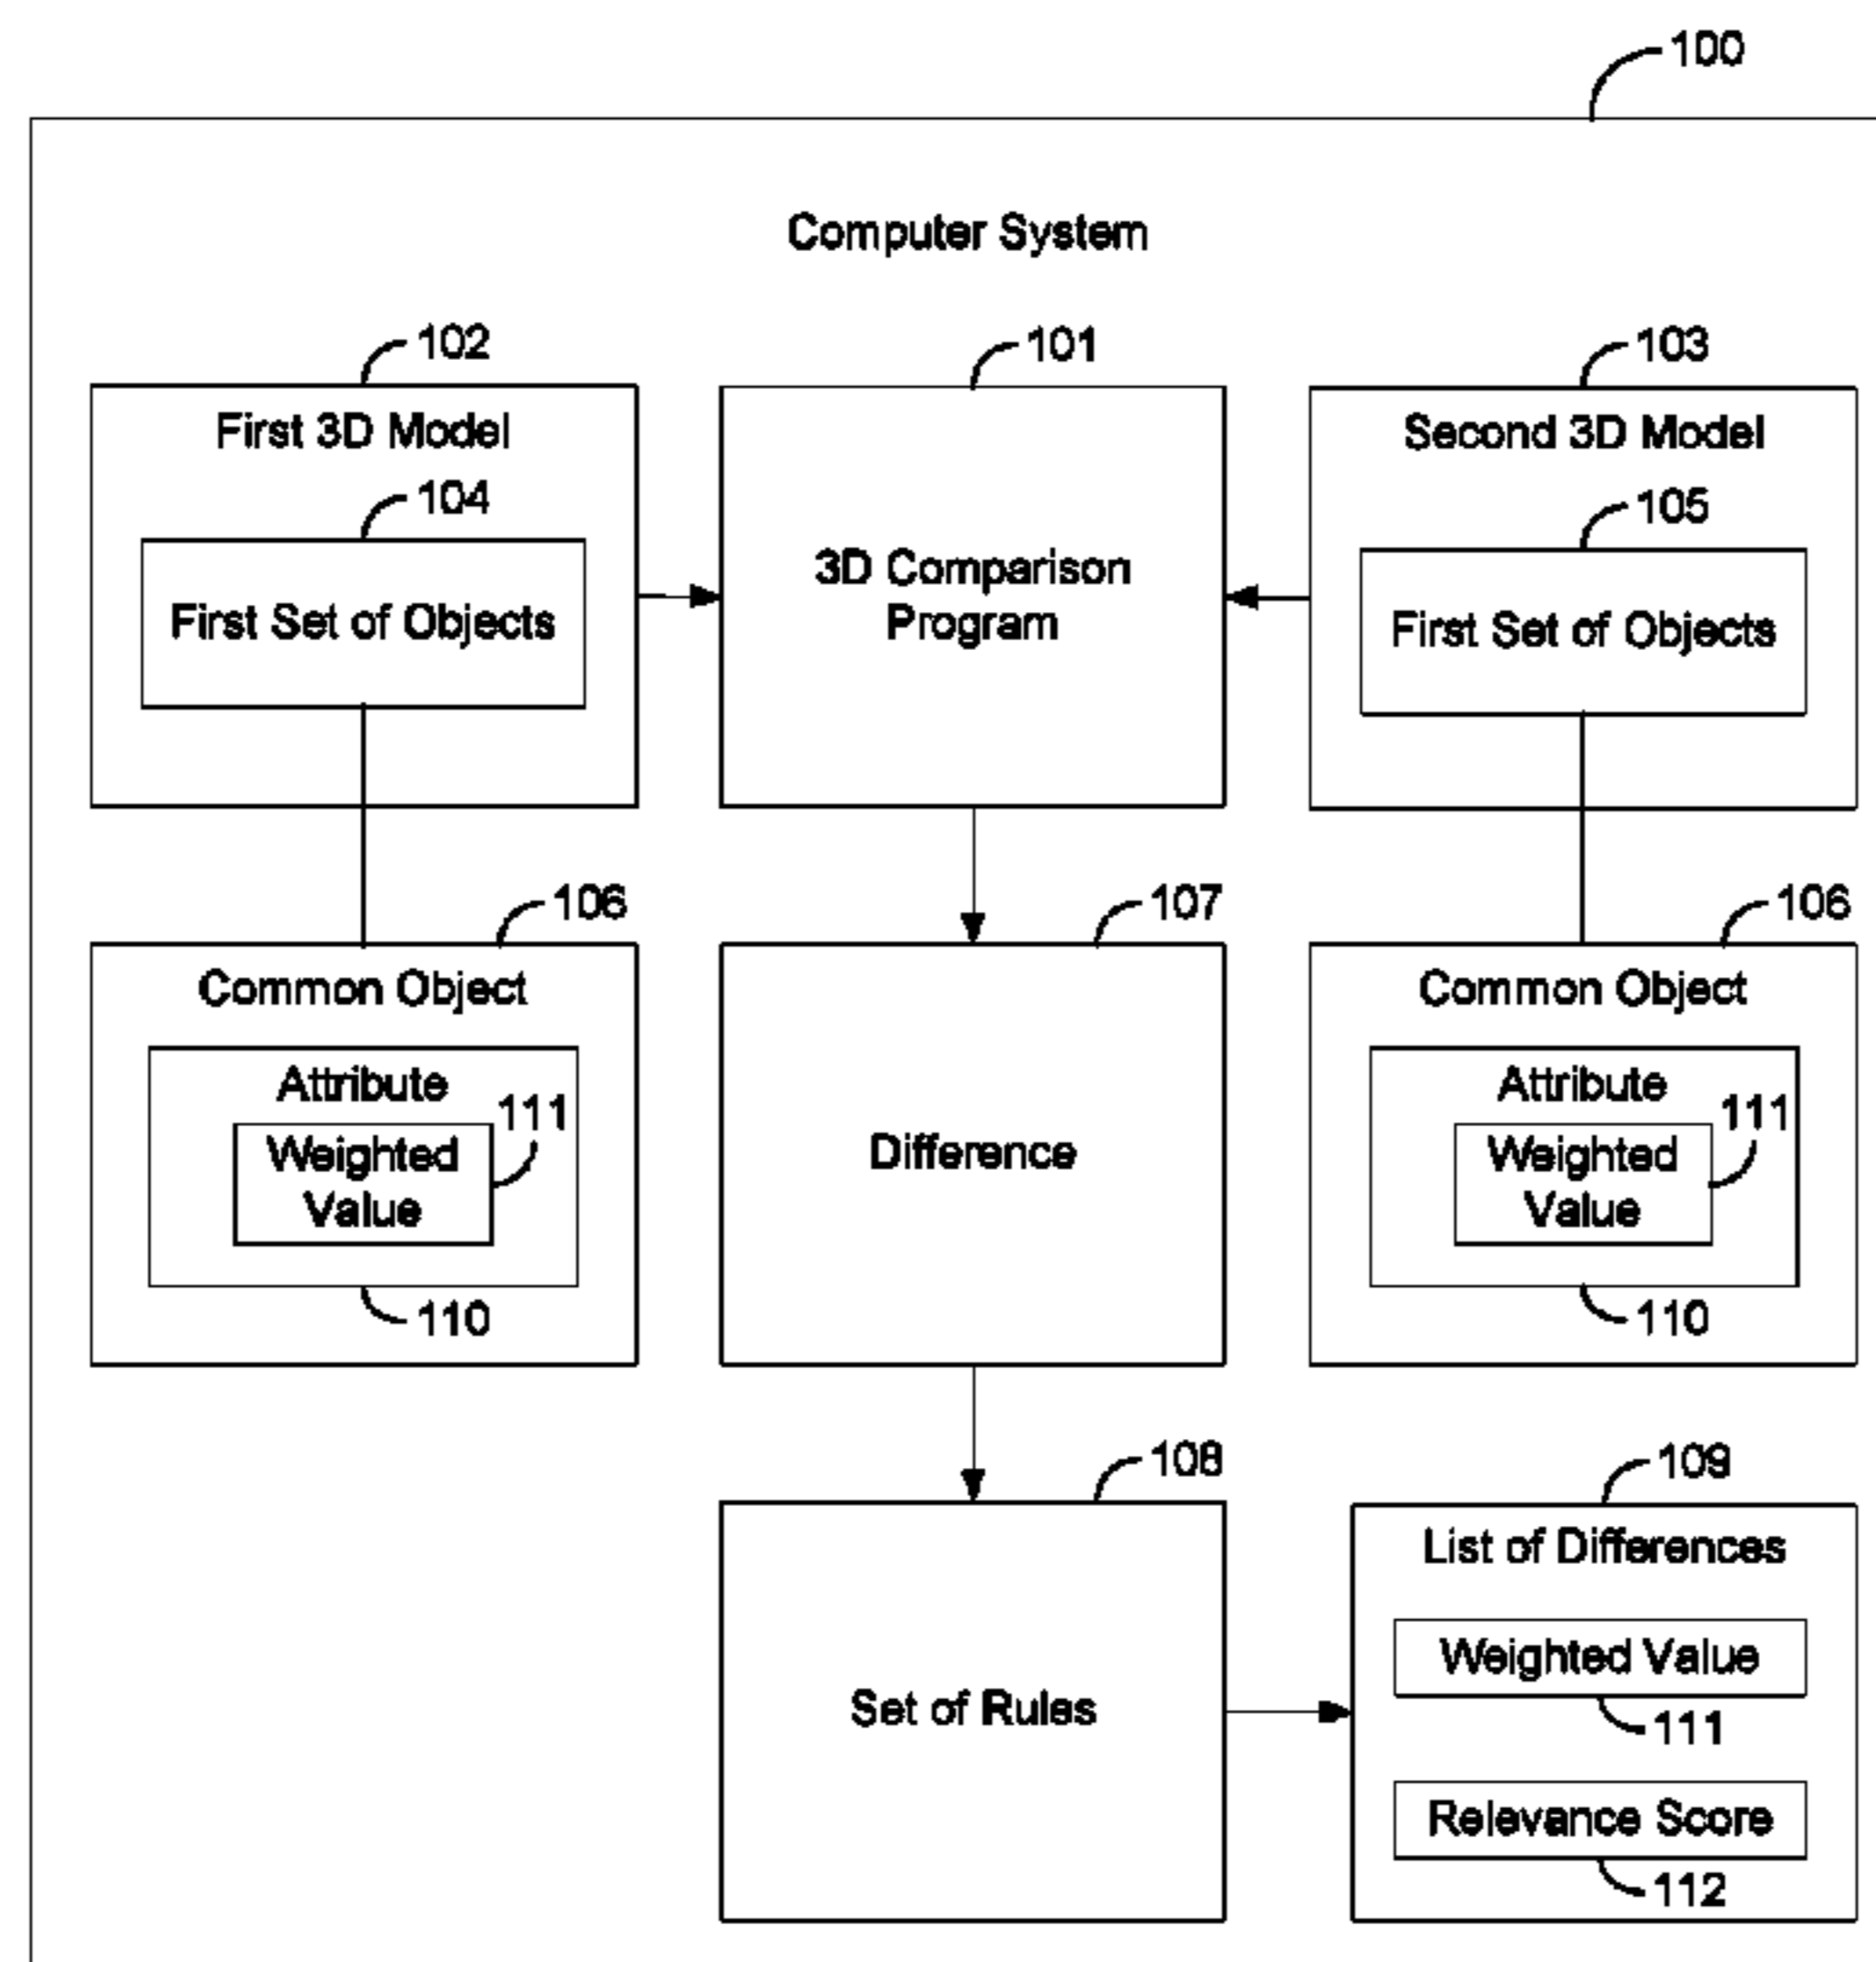 100
Computer System
102
101
103
First 3D Model
Second 3D Model
104
105
3D Comparison
Program
First Set of Objects
First Set of Objects
106
107
106
Common Object
Common Object
Attribute
Attribute
111
111
Weighted
Value
Difference
Weighted
Value
110
110
108
109
List of Differences
Set of Rules
Weighted Value
111
Relevance Score
112